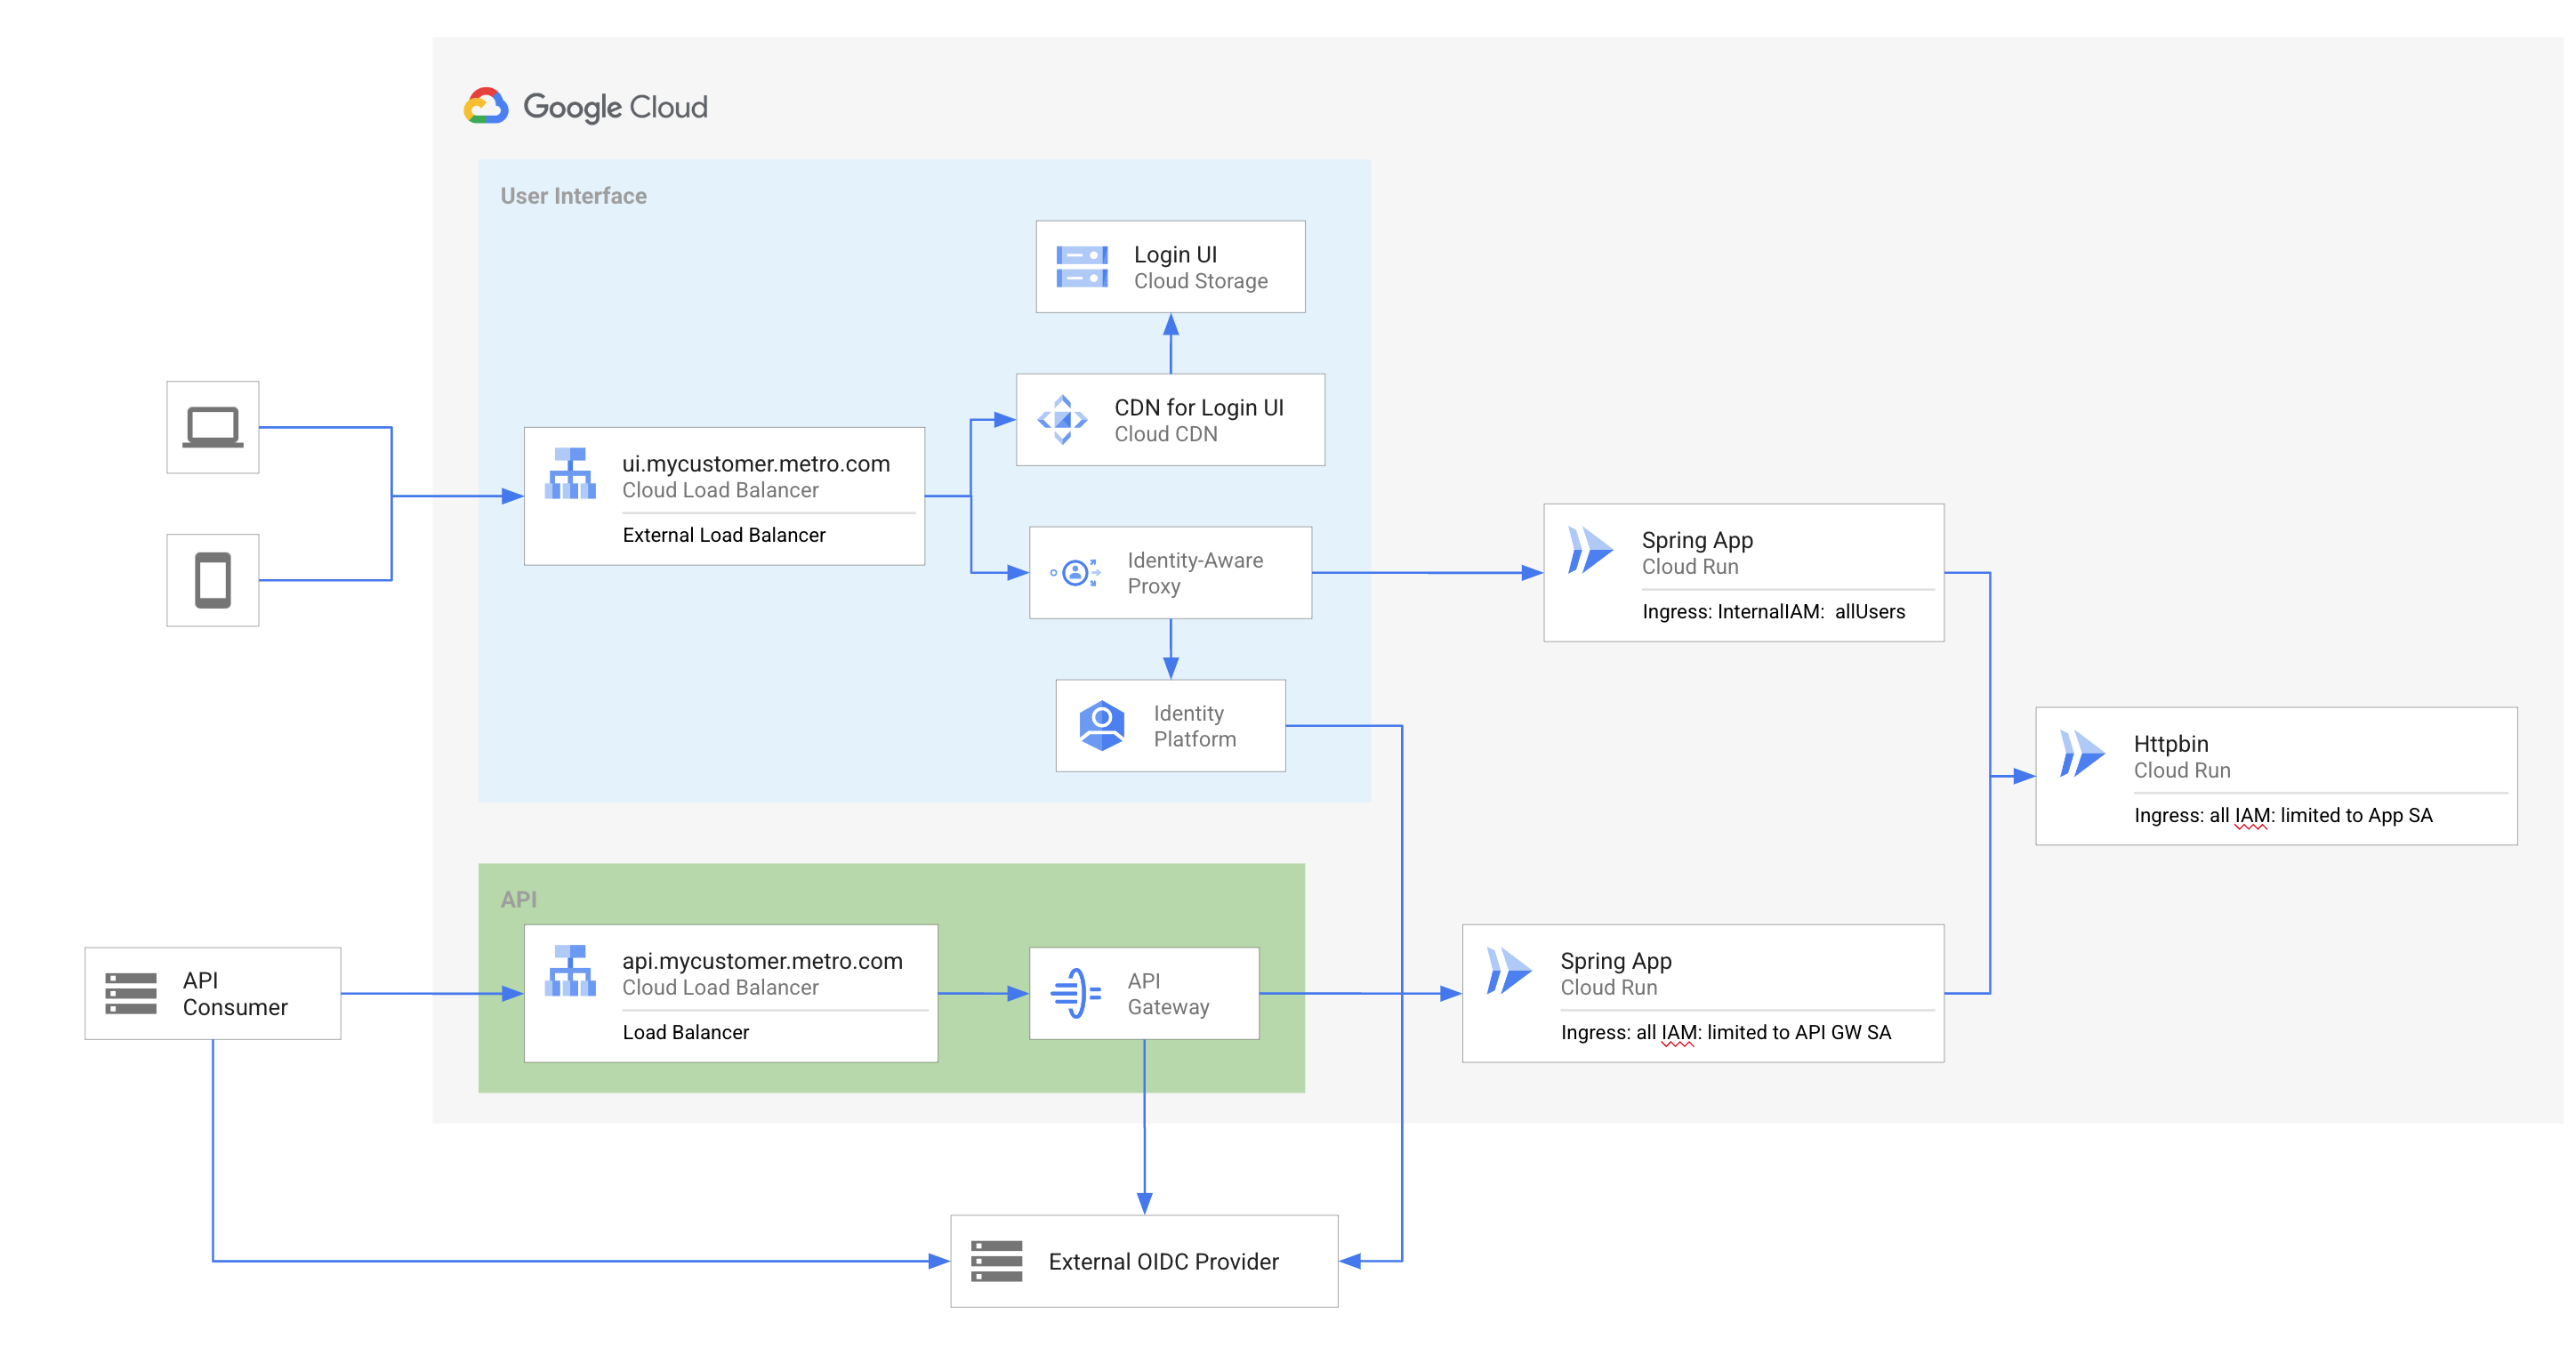 Google Cloud
User Interface
Login UI
Cloud Storage
CDN for Login UI
Cloud CDN
ui.mycustomer.metro.com
Cloud Load Balancer
External Load Balancer
Identity-Aware
Proxy
Spring App
Cloud Run
Ingress: InternalIAM:  allUsers
Identity
Platform
Httpbin
Cloud Run
Ingress: all IAM: limited to App SA
API
api.mycustomer.metro.com
Cloud Load Balancer
Load Balancer
API
Consumer
API
Gateway
Spring App
Cloud Run
Ingress: all IAM: limited to API GW SA
External OIDC Provider